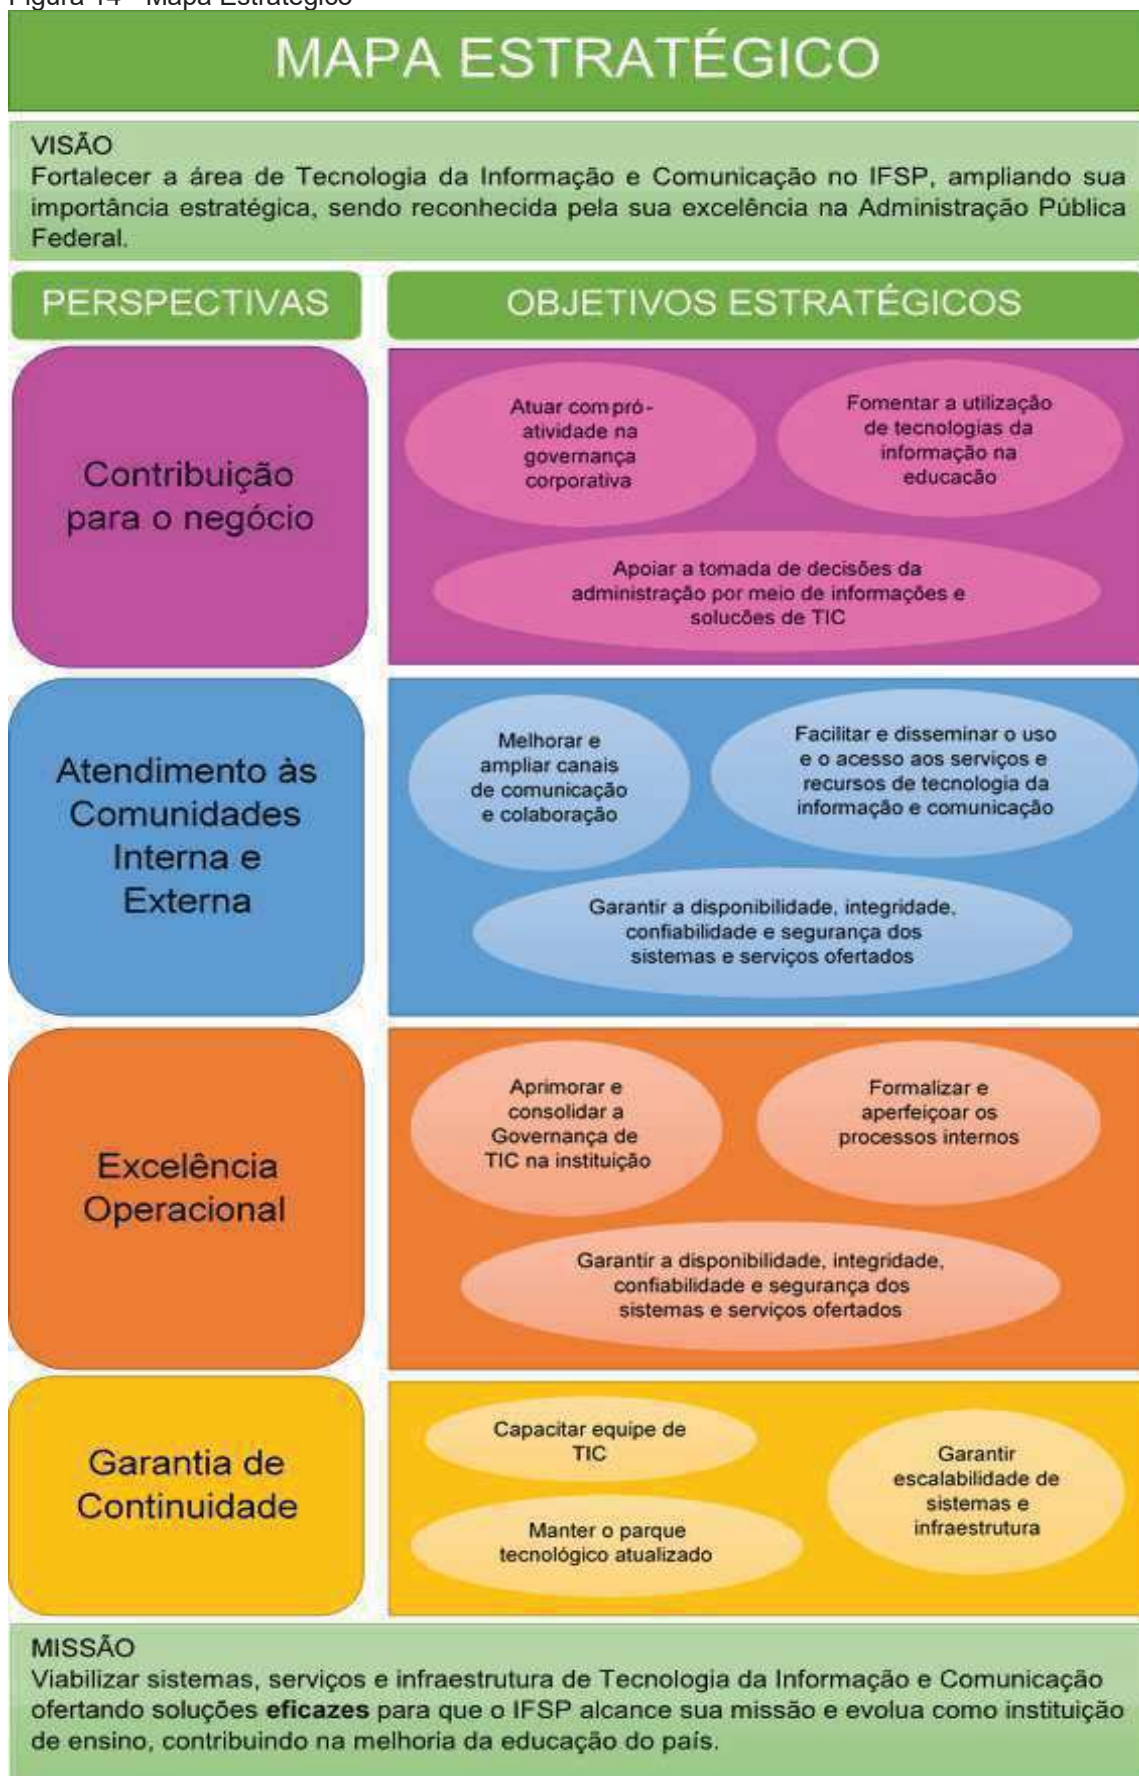 Figura 14 - Mapa Estratégico
MAPA ESTRATÉGICO
VISÃO
Fortalecer a área de Tecnologia da Informação e Comunicação no IFSP, ampliando sua
importância estratégica, sendo reconhecida pela sua excelência na Administração Pública
Federal.
PERSPECTIVAS
OBJETIVOS ESTRATÉGICOS
Contribuição
para o negócio
Atuar com pró-
atividade na
governança
corporativa
Fomentar a utilização
de tecnologias da
informação na
educacão
Apoiar a tomada de decisões da
administração por meio de informações e
solucões de TIC
Atendimento às
Comunidades
Interna e
Externa
Melhorar e
ampliar canais
de comunicação
e colaboração
Facilitar e disseminar o uso
e o acesso aos serviços e
recursos de tecnologia da
informação e comunicação
Garantir a disponibilidade, integridade,
confiabilidade e segurança dos
sistemas e serviços ofertados
Excelência
Operacional
Aprimorar e
consolidar a
Governança de
TIC na instituição
Formalizar e
aperfeiçoar os
processos internos
Garantir a disponibilidade, integridade,
confiabilidade e segurança dos
sistemas e serviços ofertados
Garantia de
Continuidade
Capacitar equipe de
TIC
Manter o parque
tecnológico atualizado
Garantir
escalabilidade de
sistemas e
infraestrutura
MISSÃO
Viabilizar sistemas, serviços e infraestrutura de Tecnologia da Informação e Comunicação
ofertando soluções eficazes para que o IFSP alcance sua missão e evolua como instituição
de ensino, contribuindo na melhoria da educação do país.